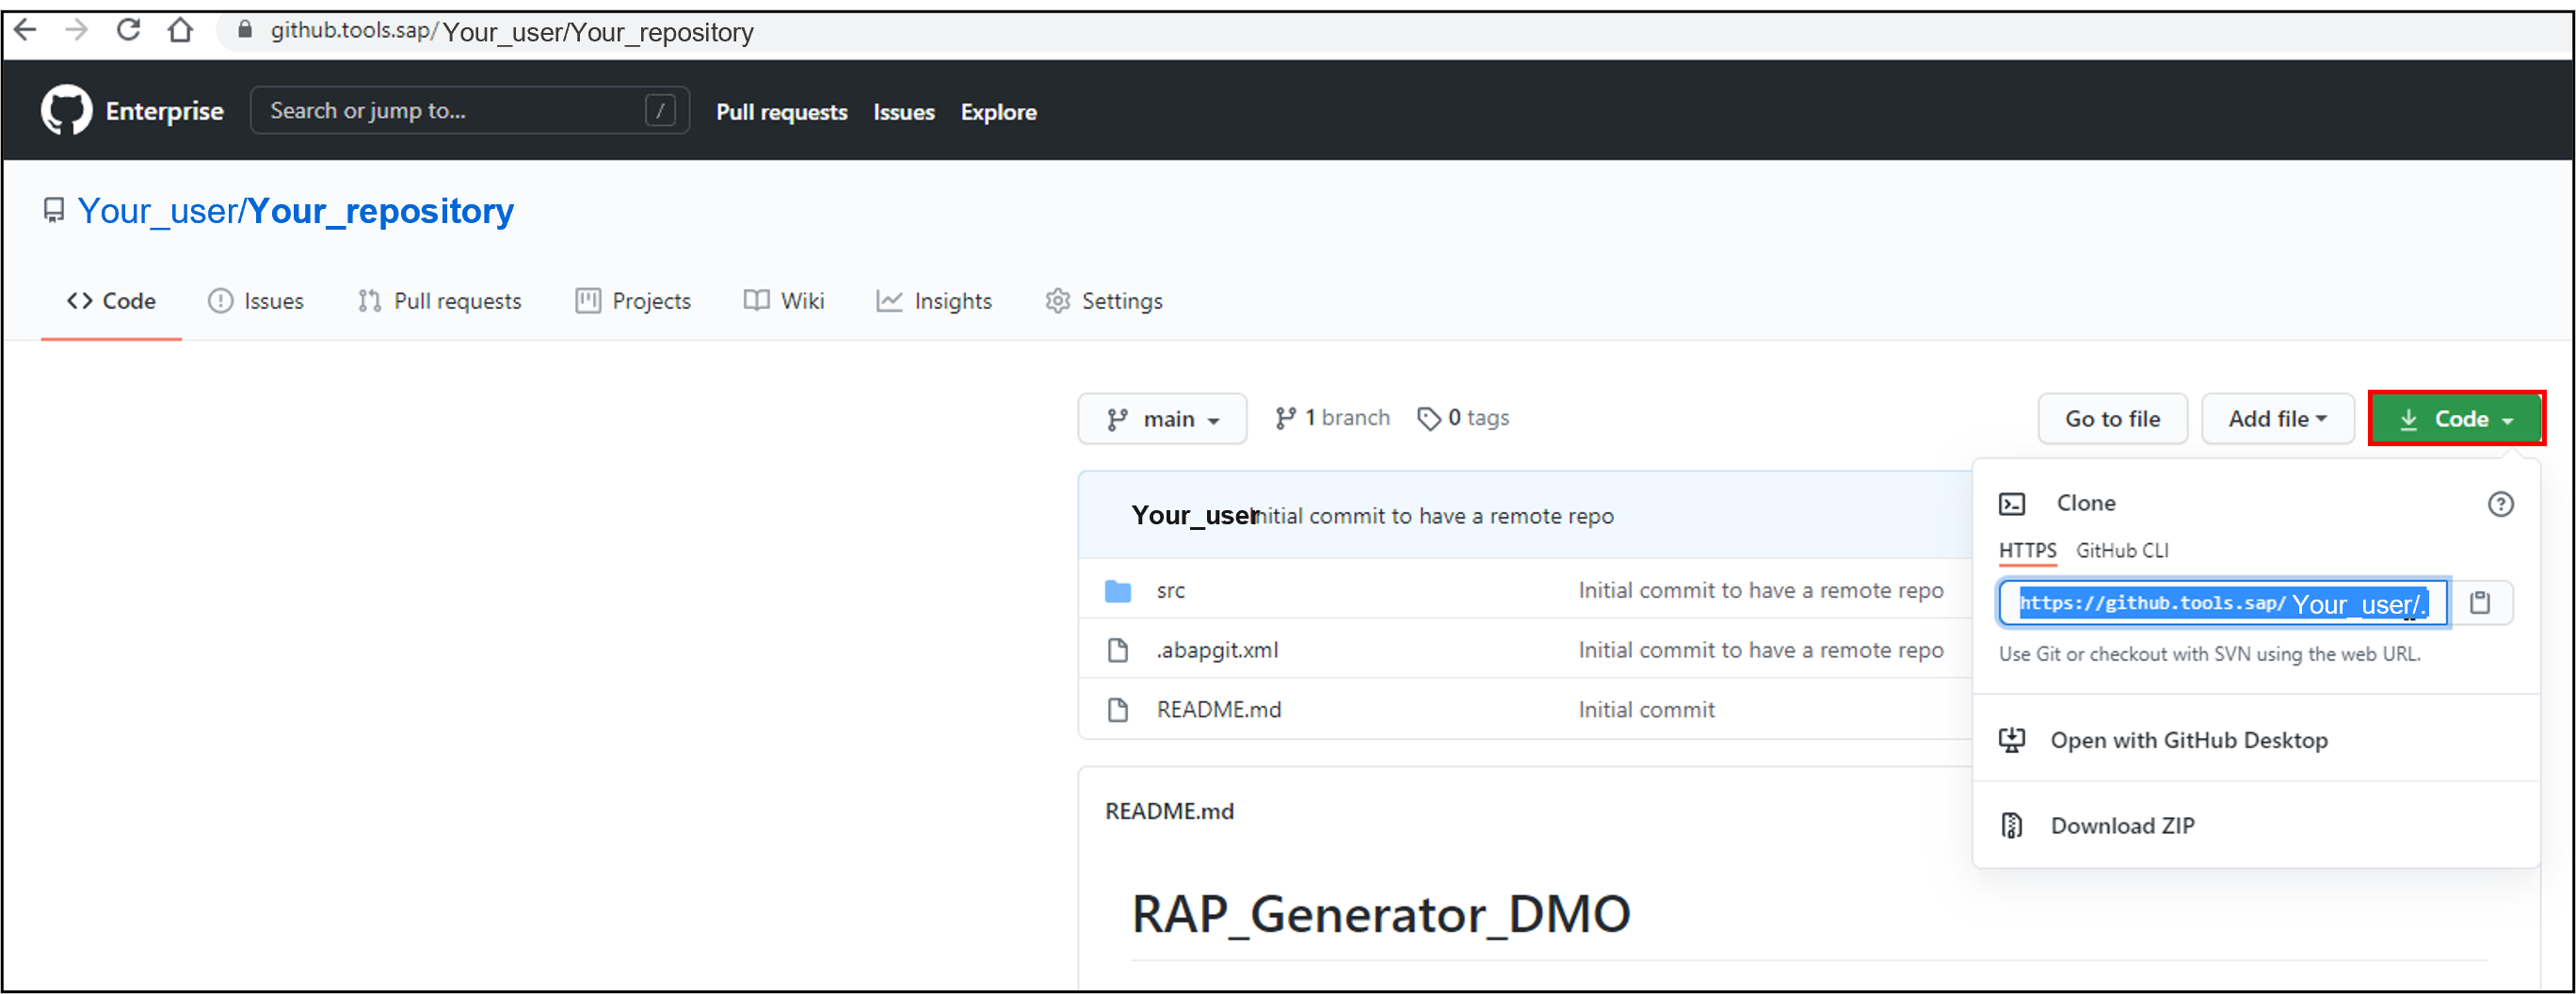 github.tools.sap/ Your_user/Your_repository
Enterprise Search or jump to... / Pull requests Issues Explore
Your_user/Your_repository
Code Issues Pull requests Projects Wiki Insights Settings
main 1 branch 0 tags Go to file Add file Code
Your_user nitial commit to have a remote repo
src Initial commit to have a remote repo
.abapgit.xml Initial commit to have a remote repo
README.md Initial commit
Clone
HTTPS GitHub CLI
https://github.tools.sap/ Your_user/...
Use Git or checkout with SVN using the web URL.
Open with GitHub Desktop
Download ZIP
README.md
RAP_Generator_DMO